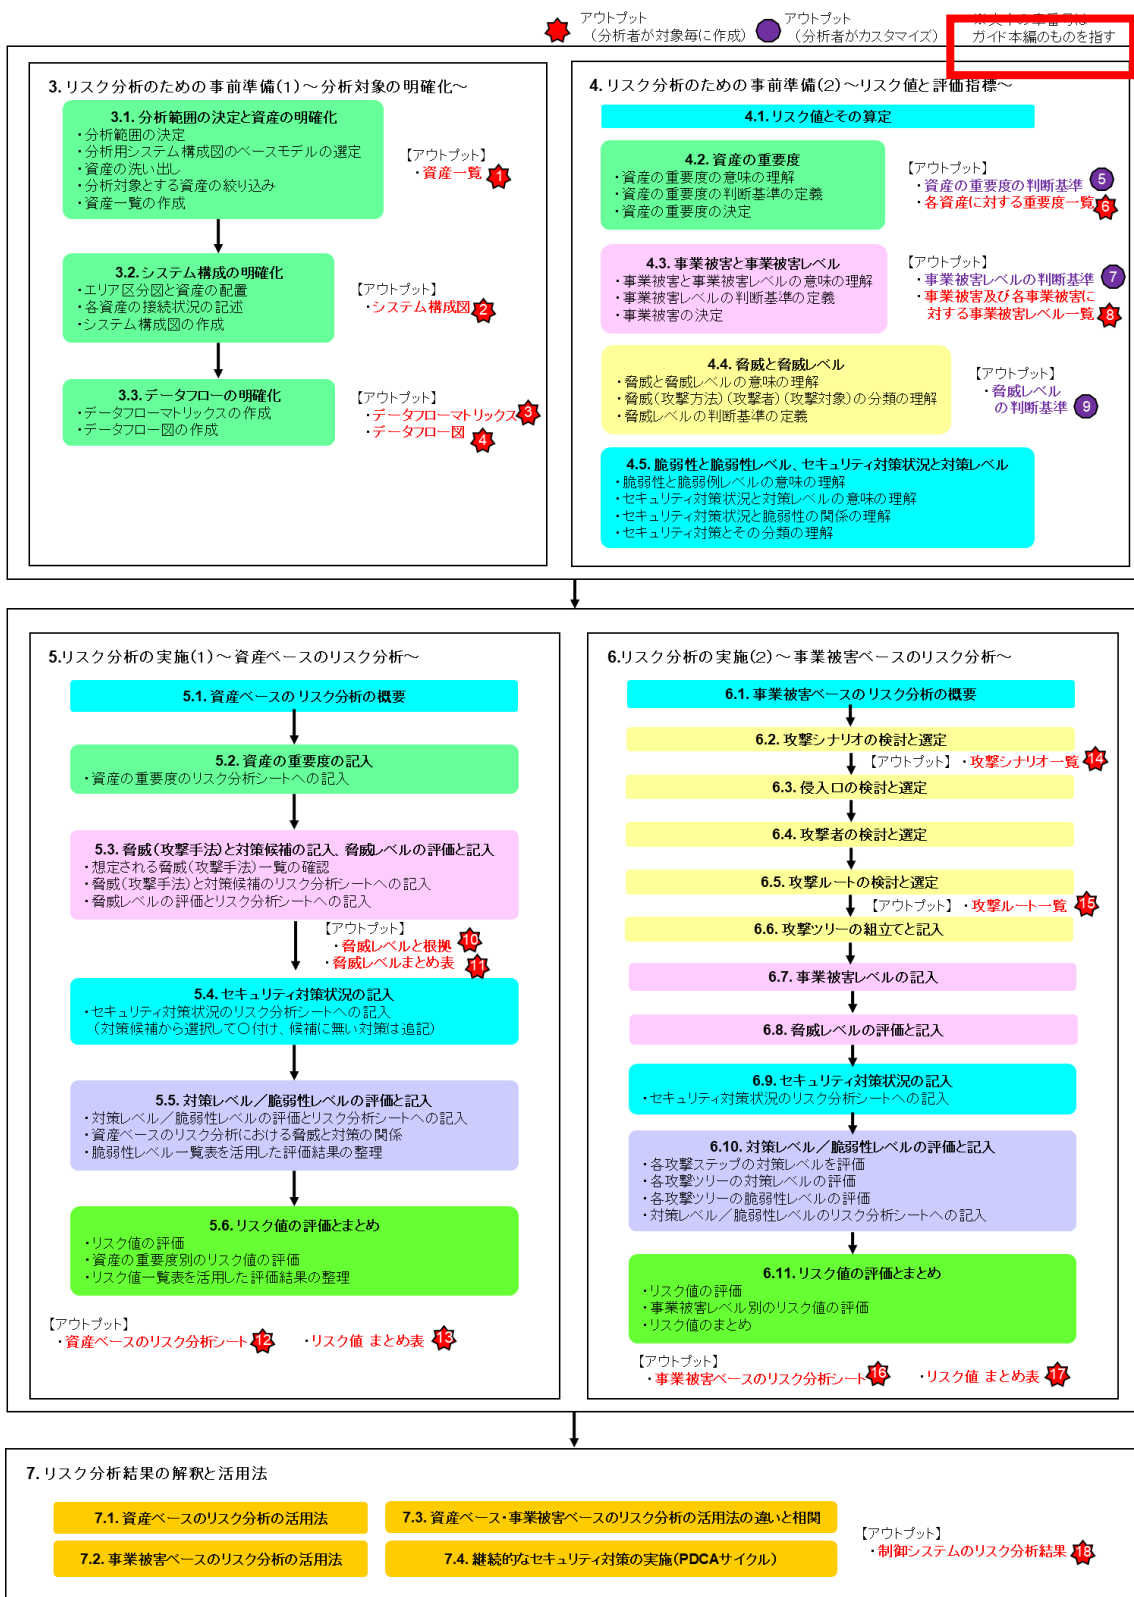 アウトプット
(分析者が対象毎に作成)
アウトプット
(分析者がカスタマイズ)
ガイド本編のものを指す
3.リスク分析のための事前準備(1)～分析対象の明確化～
3.1.分析範囲の決定と資産の明確化
・分析範囲の決定
・分析用システム構成図のベースモデルの選定
・資産の洗い出し
・分析対象とする資産の絞り込み
・資産一覧の作成
【アウトプット】
・資産一覧 1
3.2.システム構成の明確化
・エリア区分図と資産の配置
・各資産の接続状況の記述
・システム構成図の作成
【アウトプット】
・システム構成図 2
3.3.データフローの明確化
・データフローマトリックスの作成
・データフロー図の作成
【アウトプット】
・データフローマトリックス 3
・データフロー図 4
4.リスク分析のための事前準備(2)～リスク値と評価指標～
4.1.リスク値とその算定
4.2.資産の重要度
・資産の重要度の意味の理解
・資産の重要度の判断基準の定義
・資産の重要度の決定
【アウトプット】
・資産の重要度の判断基準 5
・各資産に対する重要度一覧 6
4.3.事業被害と事業被害レベル
・事業被害と事業被害レベルの意味の理解
・事業被害レベルの判断基準の定義
・事業被害の決定
【アウトプット】
・事業被害レベルの判断基準 7
・事業被害及び各事業被害に
対する事業被害レベル一覧 8
4.4.脅威と脅威レベル
・脅威と脅威レベルの意味の理解
・脅威(攻撃方法)(攻撃者)(攻撃対象)の分類の理解
・脅威レベルの判断基準の定義
【アウトプット】
・脅威レベル
の判断基準 9
4.5.脆弱性と脆弱性レベル、セキュリティ対策状況と対策レベル
・脆弱性と脆弱例レベルの意味の理解
・セキュリティ対策状況と対策レベルの意味の理解
・セキュリティ対策状況と脆弱性の関係の理解
・セキュリティ対策とその分類の理解
5.リスク分析の実施(1)～資産ベースのリスク分析～
5.1.資産ベースのリスク分析の概要
5.2.資産の重要度の記入
・資産の重要度のリスク分析シートへの記入
5.3.脅威(攻撃手法)と対策候補の記入、脅威レベルの評価と記入
・想定される脅威(攻撃手法)一覧の確認
・脅威(攻撃手法)と対策候補のリスク分析シートへの記入
・脅威レベルの評価とリスク分析シートへの記入
【アウトプット】
・脅威レベルと根拠 10
・脅威レベルまとめ表 11
5.4.セキュリティ対策状況の記入
・セキュリティ対策状況のリスク分析シートへの記入
(対策候補から選択して○付け、候補に無い対策は追記)
5.5.対策レベル／脆弱性レベルの評価と記入
・対策レベル／脆弱性レベルの評価とリスク分析シートへの記入
・資産ベースのリスク分析における脅威と対策の関係
・脆弱性レベル一覧表を活用した評価結果の整理
5.6.リスク値の評価とまとめ
・リスク値の評価
・資産の重要度別のリスク値の評価
・リスク値一覧表を活用した評価結果の整理
【アウトプット】
・資産ベースのリスク分析シート 12 ・リスク値 まとめ表 13
6.リスク分析の実施(2)～事業被害ベースのリスク分析～
6.1.事業被害ベースのリスク分析の概要
6.2.攻撃シナリオの検討と選定
【アウトプット】 ・攻撃シナリオ一覧 14
6.3.侵入口の検討と選定
6.4.攻撃者の検討と選定
6.5.攻撃ルートの検討と選定
【アウトプット】 ・攻撃ルート一覧 15
6.6.攻撃ツリーの組立てと記入
6.7.事業被害レベルの記入
6.8.脅威レベルの評価と記入
6.9.セキュリティ対策状況の記入
・セキュリティ対策状況のリスク分析シートへの記入
6.10.対策レベル／脆弱性レベルの評価と記入
・各攻撃ステップの対策レベルを評価
・各攻撃ツリーの対策レベルの評価
・各攻撃ツリーの脆弱性レベルの評価
・対策レベル／脆弱性レベルのリスク分析シートへの記入
6.11.リスク値の評価とまとめ
・リスク値の評価
・事業被害レベル別のリスク値の評価
・リスク値のまとめ
【アウトプット】
・事業被害ベースのリスク分析シート 16 ・リスク値 まとめ表 17
7.リスク分析結果の解釈と活用法
7.1.資産ベースのリスク分析の活用法
7.2.事業被害ベースのリスク分析の活用法
7.3.資産ベース・事業被害ベースのリスク分析の活用法の違いと相関
7.4.継続的なセキュリティ対策の実施(PDCAサイクル)
【アウトプット】
・制御システムのリスク分析結果 18